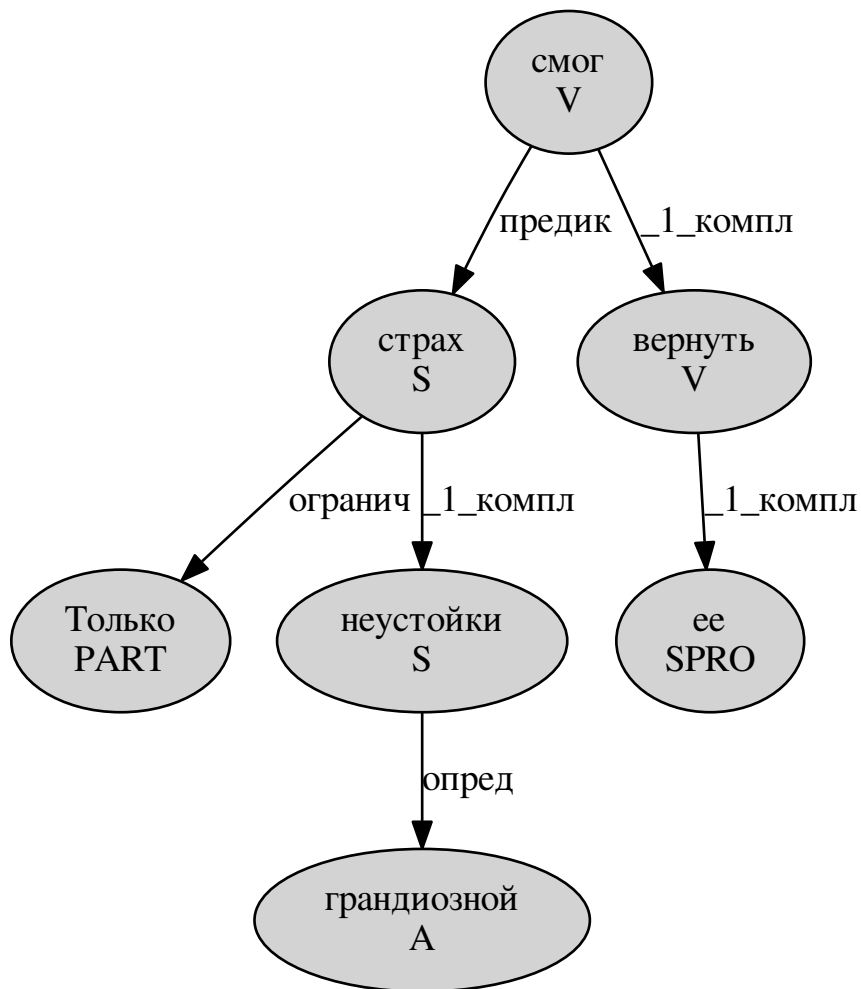 смог
V
предик
_1_компл
страх
S
вернуть
V
огранич
_1_компл
_1_компл
Только
PART
неустойки
S
ее
SPRO
опред
грандиозной
A